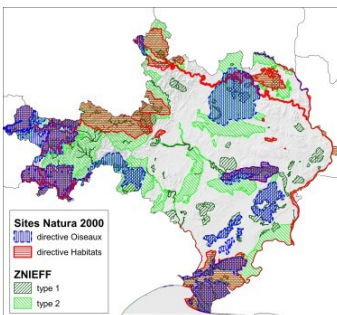 Sites Natura 2000
directive Oiseaux
directive Habitats
ZNIEFF
type 1
type 2